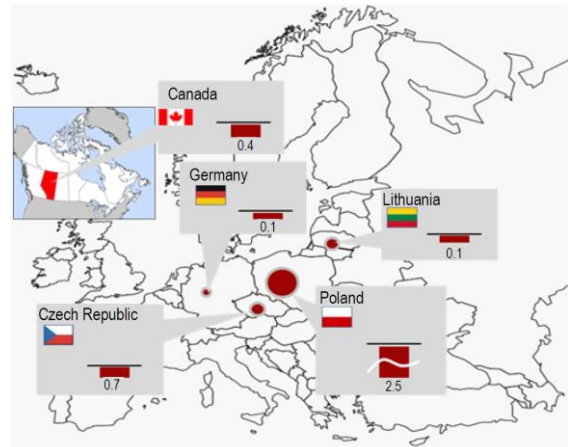 Canada
0.4
Germany
0.1
Lithuania
0.1
Czech Republic
0.7
Poland
2.5